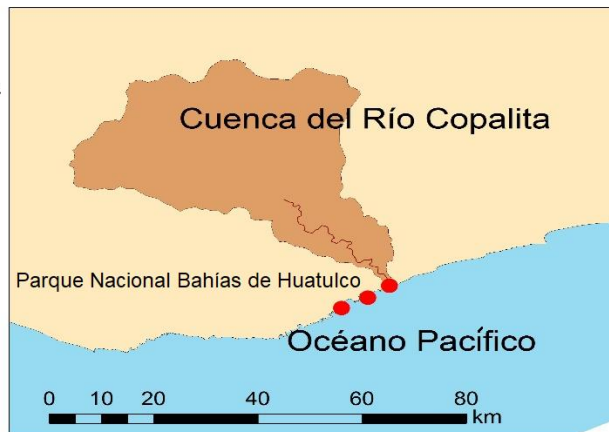 Cuenca del Río Copalita
Parque Nacional Bahías de Huatulco
Océano Pacífico
0 10 20 40 60 80
km